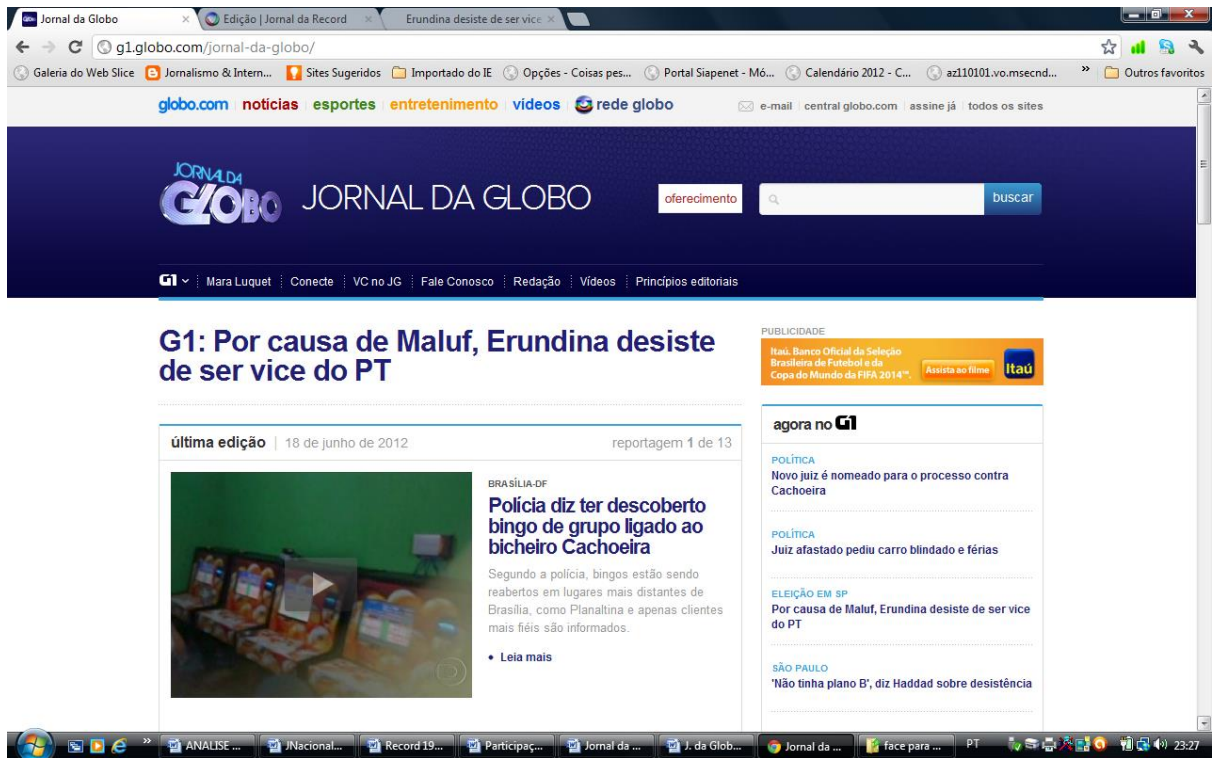 Jornal da Globo
Edição | Jornal da Record
Erundina desiste de ser vice
g1.globo.com/jornal-da-globo/
Galeria do Web Slice Jornalismo & Intern... Sites Sugeridos Importado do IE Opções - Coisas pes... Portal Siapenet - Mó... Calendário 2012 - C... az110101.vo.msecnd... » Outros favoritos
globo.com notícias esportes entretenimento vídeos rede globo e-mail central globo.com assine já todos os sites
JORNAL DA
GLOBO
JORNAL DA GLOBO
oferecimento
buscar
G1 Mara Luquet Conecte VC no JG Fale Conosco Redação Vídeos Princípios editoriais
G1: Por causa de Maluf, Erundina desiste
de ser vice do PT
última edição | 18 de junho de 2012 reportagem 1 de 13
BRASÍLIA-DF
Polícia diz ter descoberto
bingo de grupo ligado ao
bicheiro Cachoeira
Segundo a polícia, bingos estão sendo
reabertos em lugares mais distantes de
Brasília, como Planaltina e apenas clientes
mais fiéis são informados.
• Leia mais
PUBLICIDADE
Itaú. Banco Oficial da Seleção
Brasileira de Futebol e da
Copa do Mundo da FIFA 2014™.
Assista ao filme
Itaú
agora no G1
POLÍTICA
Novo juiz é nomeado para o processo contra
Cachoeira
POLÍTICA
Juiz afastado pediu carro blindado e férias
ELEIÇÃO EM SP
Por causa de Maluf, Erundina desiste de ser vice
do PT
SÃO PAULO
'Não tinha plano B', diz Haddad sobre desistência
» ANALISE ... JNacional... Record 19... Participaç... Jornal da ... J. da Glob... Jornal da ... face para ... PT 23:27